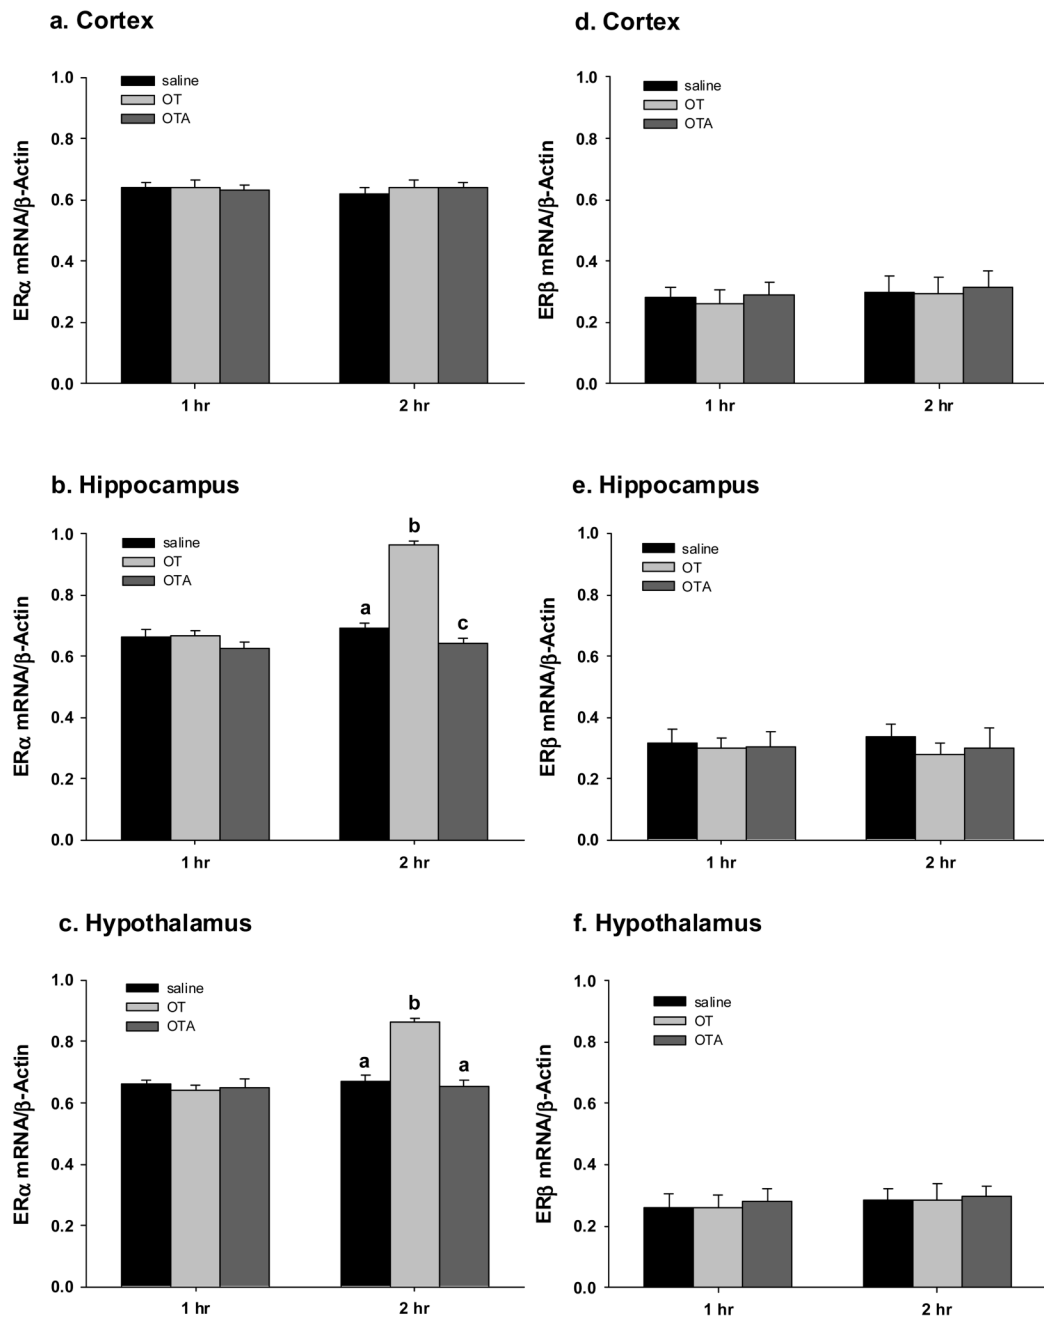 a. Cortex
1.0
0.8
0.6
0.4
0.2
0.0
ERα mRNA/β-Actin
saline
OT
OTA
1 hr
2 hr
d. Cortex
1.0
0.8
0.6
0.4
0.2
0.0
ERβ mRNA/β-Actin
saline
OT
OTA
1 hr
2 hr
b. Hippocampus
1.0
0.8
0.6
0.4
0.2
0.0
ERα mRNA/β-Actin
saline
OT
OTA
a
b
c
1 hr
2 hr
e. Hippocampus
1.0
0.8
0.6
0.4
0.2
0.0
ERβ mRNA/β-Actin
saline
OT
OTA
1 hr
2 hr
c. Hypothalamus
1.0
0.8
0.6
0.4
0.2
0.0
ERα mRNA/β-Actin
saline
OT
OTA
a
b
a
1 hr
2 hr
f. Hypothalamus
1.0
0.8
0.6
0.4
0.2
0.0
ERβ mRNA/β-Actin
saline
OT
OTA
1 hr
2 hr